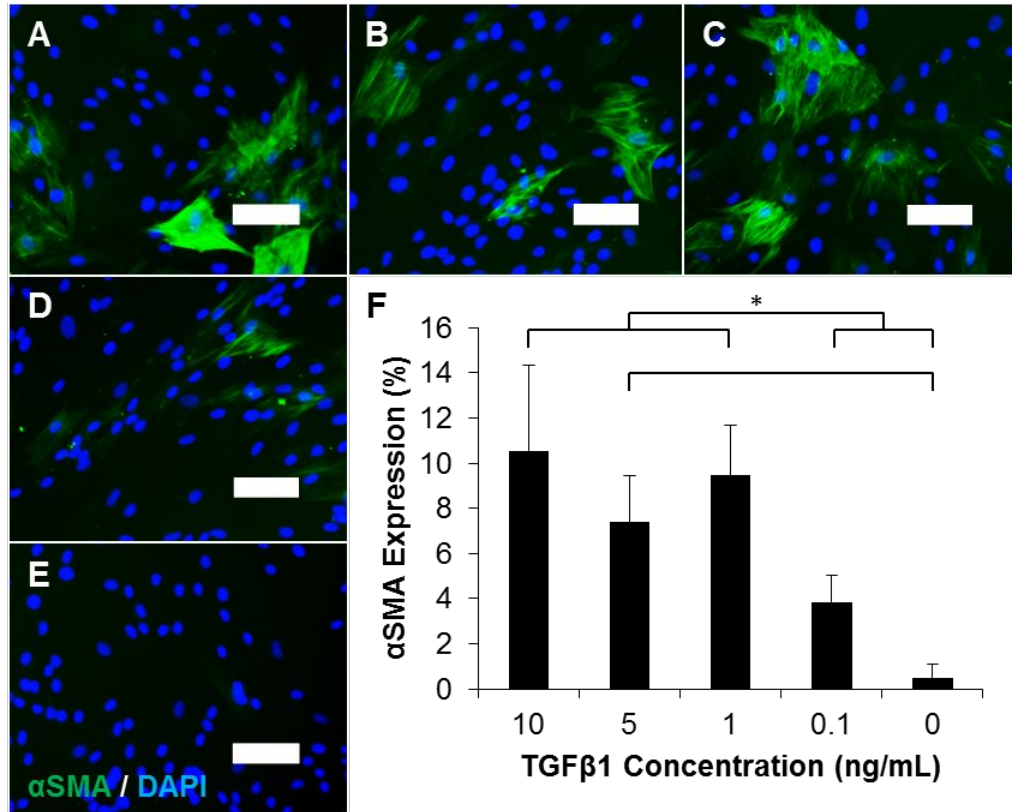 A
B
C
D
E
αSMA / DAPI
F
*
αSMA Expression (%)
16
14
12
10
8
6
4
2
0
10 5 1 0.1 0
TGFβ1 Concentration (ng/mL)